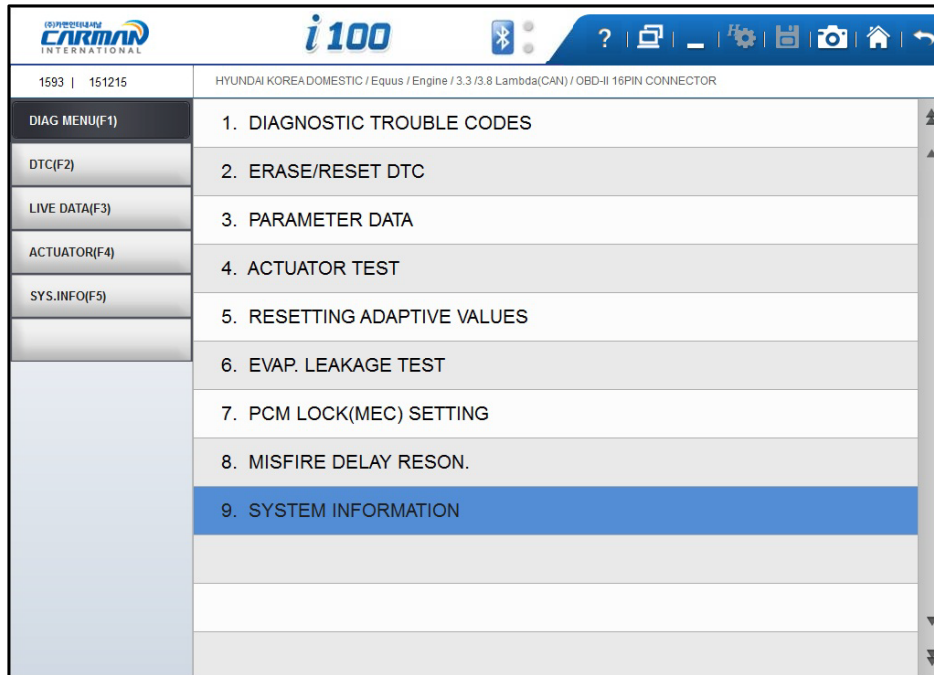 (주)카맨인터내셔날
CARMAN
INTERNATIONAL
i100
?
1593 | 151215
HYUNDAI KOREA DOMESTIC / Equus / Engine / 3.3 /3.8 Lambda(CAN) / OBD-II 16PIN CONNECTOR
DIAG MENU(F1)
DTC(F2)
LIVE DATA(F3)
ACTUATOR(F4)
SYS.INFO(F5)
1. DIAGNOSTIC TROUBLE CODES
2. ERASE/RESET DTC
3. PARAMETER DATA
4. ACTUATOR TEST
5. RESETTING ADAPTIVE VALUES
6. EVAP. LEAKAGE TEST
7. PCM LOCK(MEC) SETTING
8. MISFIRE DELAY RESON.
9. SYSTEM INFORMATION